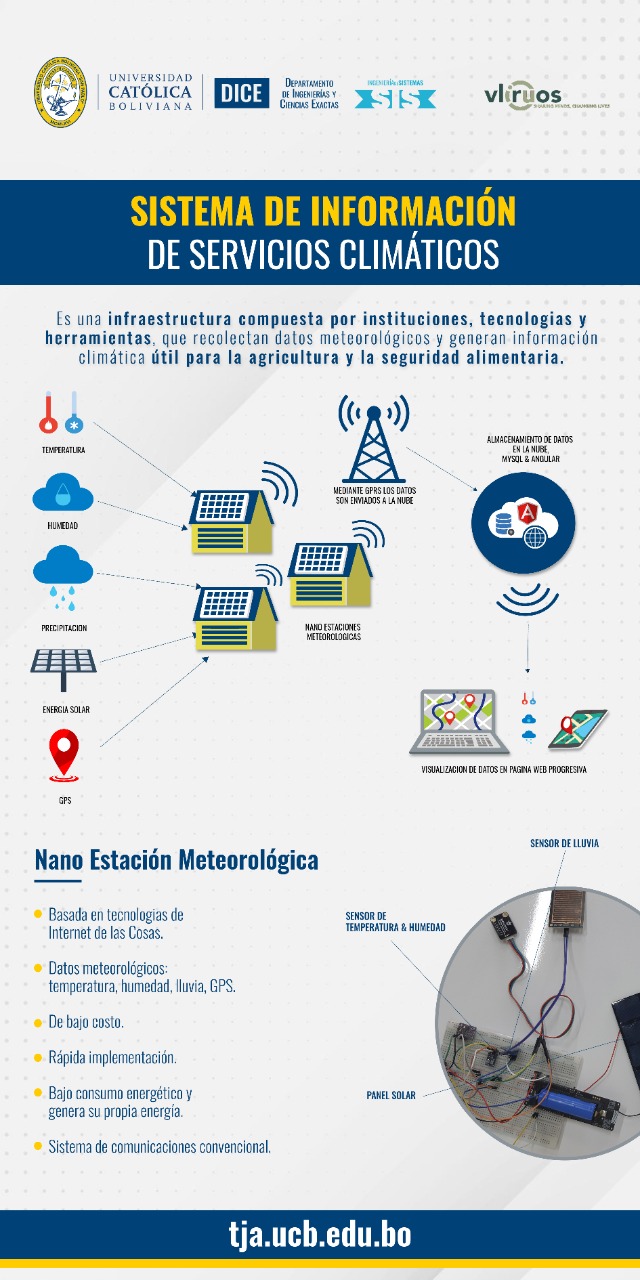 UNIVERSIDAD
CATÓLICA
BOLIVIANA
DICE
DEPARTAMENTO
DE INGENIERÍAS Y
CIENCIAS EXACTAS
INGENIERÍA DE SISTEMAS
SIS
vliruos
SHARING MINDS, CHANGING LIVES
SISTEMA DE INFORMACIÓN
DE SERVICIOS CLIMÁTICOS
Es una infraestructura compuesta por instituciones, tecnologias y
herramientas, que recolectan datos meteorológicos y generan información
climática útil para la agricultura y la seguridad alimentaria.
TEMPERATURA
HUMEDAD
PRECIPITACION
ENERGIA SOLAR
GPS
NANO ESTACIONES
METEOROLOGICAS
MEDIANTE GPRS LOS DATOS
SON ENVIADOS A LA NUBE
ALMACENAMIENTO DE DATOS
EN LA NUBE,
MYSQL & ANGULAR
A
VISUALIZACION DE DATOS EN PAGINA WEB PROGRESIVA
Nano Estación Meteorológica
Basada en tecnologias de
Internet de las Cosas.
Datos meteorológicos:
temperatura, humedad, lluvia, GPS.
De bajo costo.
Rápida implementación.
Bajo consumo energético y
genera su propia energía.
Sistema de comunicaciones convencional.
SENSOR DE LLUVIA
SENSOR DE
TEMPERATURA & HUMEDAD
PANEL SOLAR
tja.ucb.edu.bo